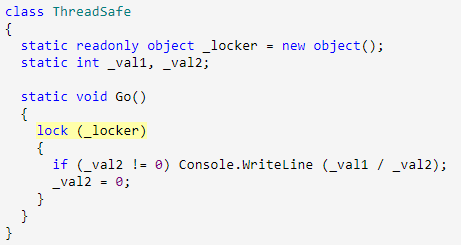 class ThreadSafe
{
  static readonly object _locker = new object();
  static int _val1, _val2;

  static void Go()
  {
    lock (_locker)
    {
      if (_val2 != 0) Console.WriteLine (_val1 / _val2);
      _val2 = 0;
    }
  }
}